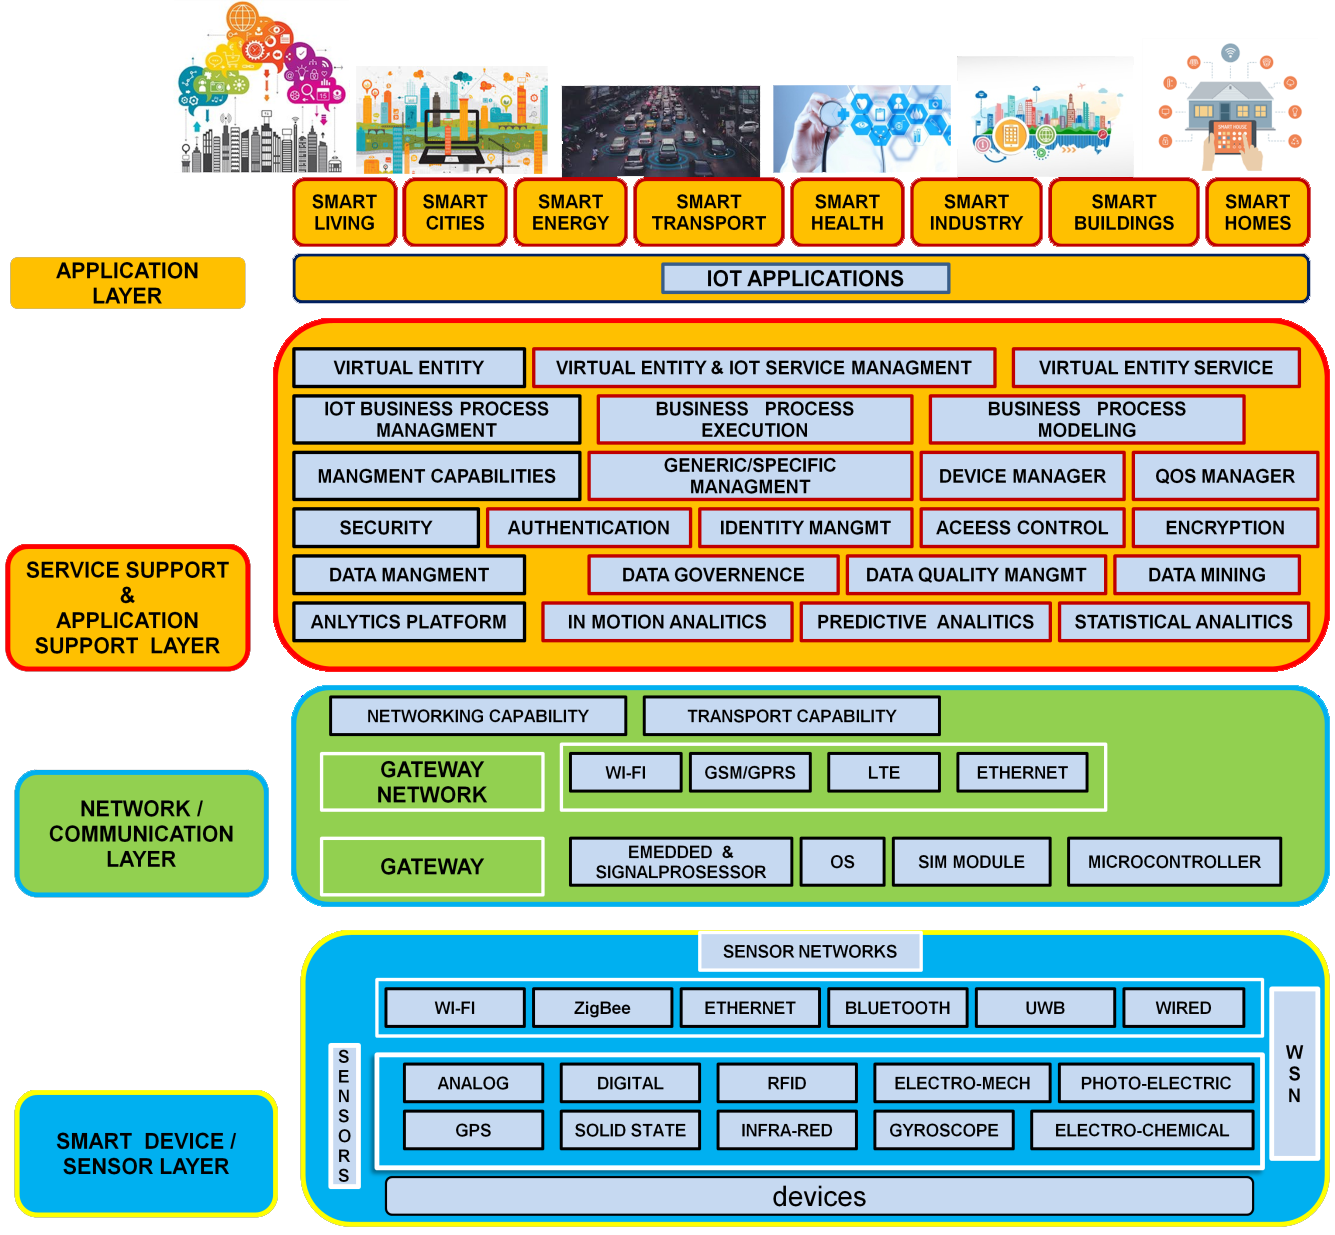 SMART
LIVING
SMART
CITIES
SMART
ENERGY
SMART
TRANSPORT
SMART
HEALTH
SMART
INDUSTRY
SMART
BUILDINGS
SMART
HOMES
SMART HOUSE
APPLICATION
LAYER
IOT APPLICATIONS
VIRTUAL ENTITY
VIRTUAL ENTITY & IOT SERVICE MANAGMENT
VIRTUAL ENTITY SERVICE
IOT BUSINESS PROCESS
MANAGMENT
BUSINESS PROCESS
EXECUTION
BUSINESS PROCESS
MODELING
MANGMENT CAPABILITIES
GENERIC/SPECIFIC
MANAGMENT
DEVICE MANAGER
QOS MANAGER
SECURITY
AUTHENTICATION
IDENTITY MANGMT
ACEESS CONTROL
ENCRYPTION
SERVICE SUPPORT
&
APPLICATION
SUPPORT LAYER
DATA MANGMENT
DATA GOVERNENCE
DATA QUALITY MANGMT
DATA MINING
ANLYTICS PLATFORM
IN MOTION ANALITICS
PREDICTIVE ANALITICS
STATISTICAL ANALITICS
NETWORKING CAPABILITY
TRANSPORT CAPABILITY
GATEWAY
NETWORK
WI-FI
GSM/GPRS
LTE
ETHERNET
NETWORK /
COMMUNICATION
LAYER
GATEWAY
EMEDDED &
SIGNALPROSESSOR
OS
SIM MODULE
MICROCONTROLLER
SENSOR NETWORKS
WI-FI
ZigBee
ETHERNET
BLUETOOTH
UWB
WIRED
WSN
SENSORS
ANALOG
DIGITAL
RFID
ELECTRO-MECH
PHOTO-ELECTRIC
GPS
SOLID STATE
INFRA-RED
GYROSCOPE
ELECTRO-CHEMICAL
SMART DEVICE /
SENSOR LAYER
devices